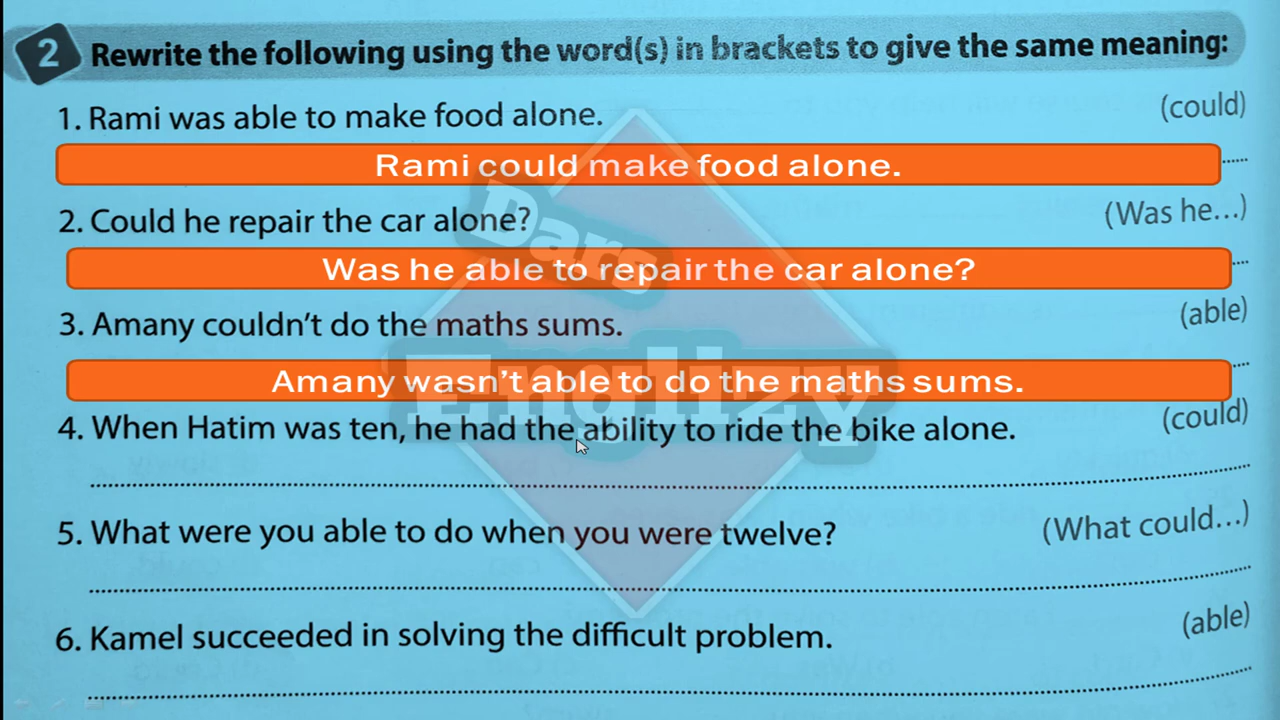 2 Rewrite the following using the word(s) in brackets to give the same meaning:
1. Rami was able to make food alone. (could)
Rami could make food alone.
2. Could he repair the car alone? (Was he...)
Was he able to repair the car alone?
3. Amany couldn't do the maths sums. (able)
Amany wasn't able to do the maths sums.
4. When Hatim was ten, he had the ability to ride the bike alone. (could)
5. What were you able to do when you were twelve? (What could...)
6. Kamel succeeded in solving the difficult problem. (able)
Dars
Englizy